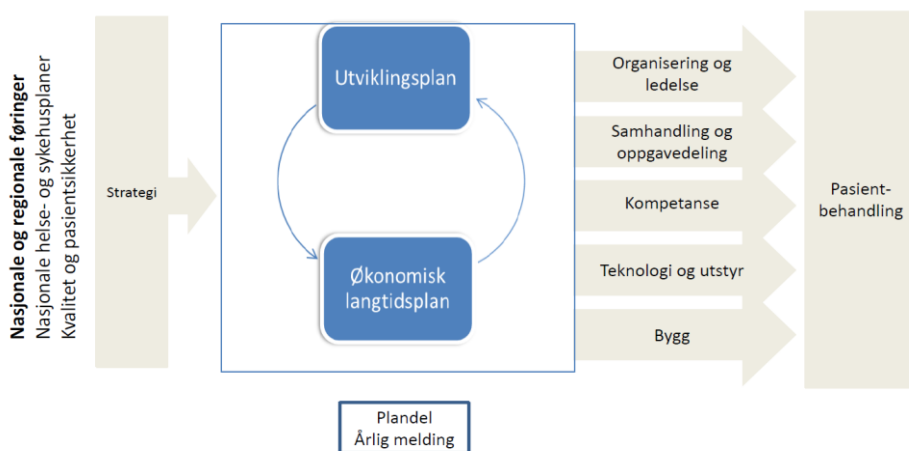 Nasjonale og regionale føringer
Nasjonale helse- og sykehusplaner
Kvalitet og pasientsikkerhet
Strategi
Utviklingsplan
Økonomisk
langtidsplan
Plandel
Årlig melding
Organisering og
ledelse
Samhandling og
oppgavedeling
Kompetanse
Teknologi og utstyr
Bygg
Pasient-
behandling